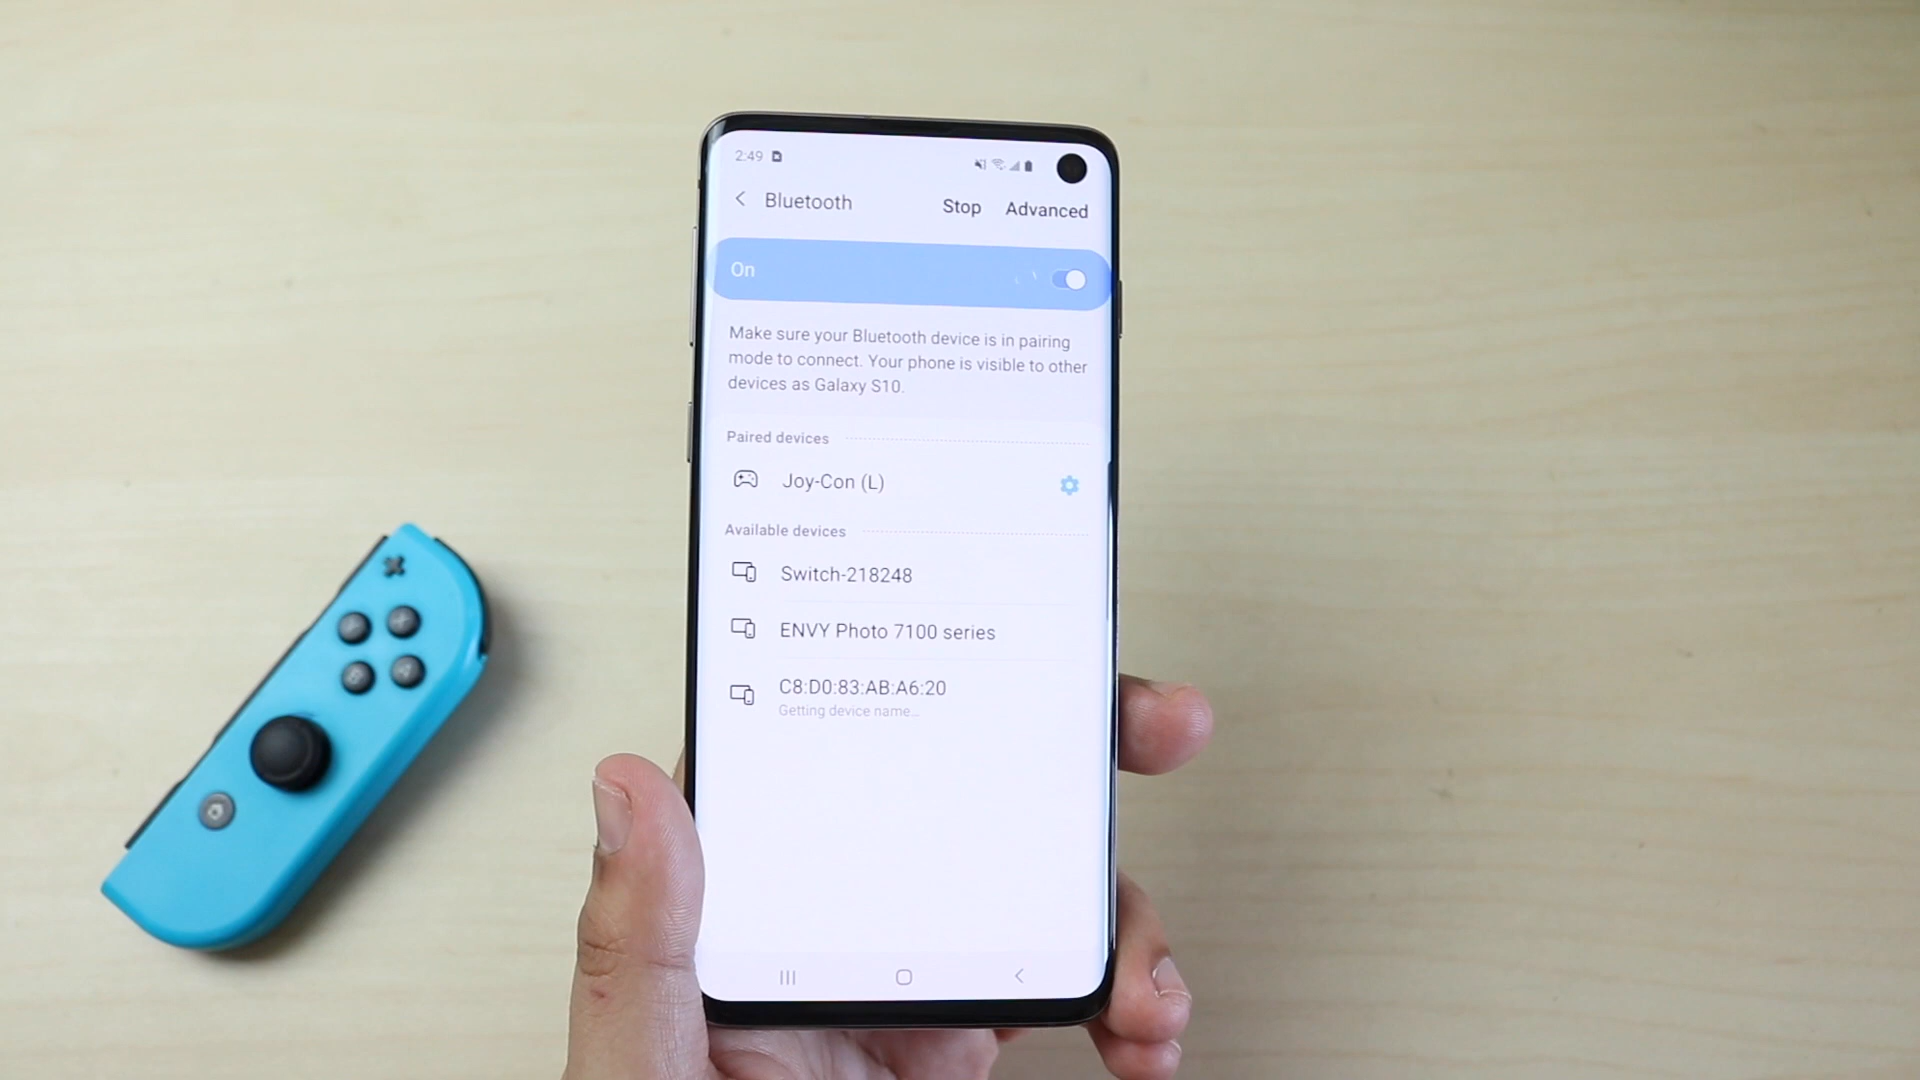 2:49
Bluetooth Stop Advanced
On
Make sure your Bluetooth device is in pairing
mode to connect. Your phone is visible to other
devices as Galaxy S10.
Paired devices
Joy-Con (L)
Available devices
Switch-218248
ENVY Photo 7100 series
C8:D0:83:AB:A6:20
Getting device name...